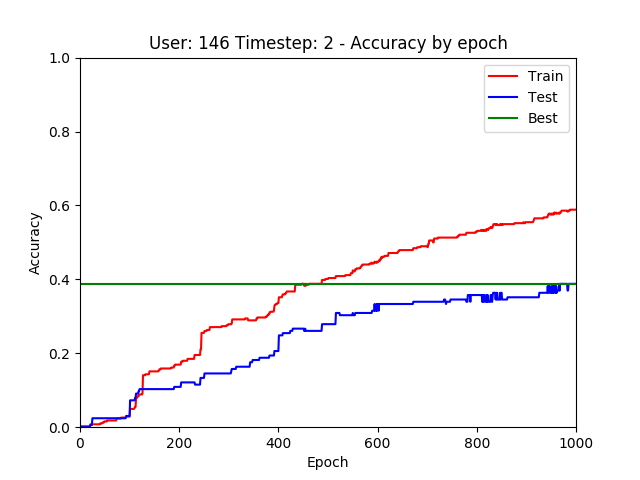 User: 146 Timestep: 2 - Accuracy by epoch
Train
Test
Best
Accuracy
1.0
0.8
0.6
0.4
0.2
0.0
0 200 400 600 800 1000
Epoch